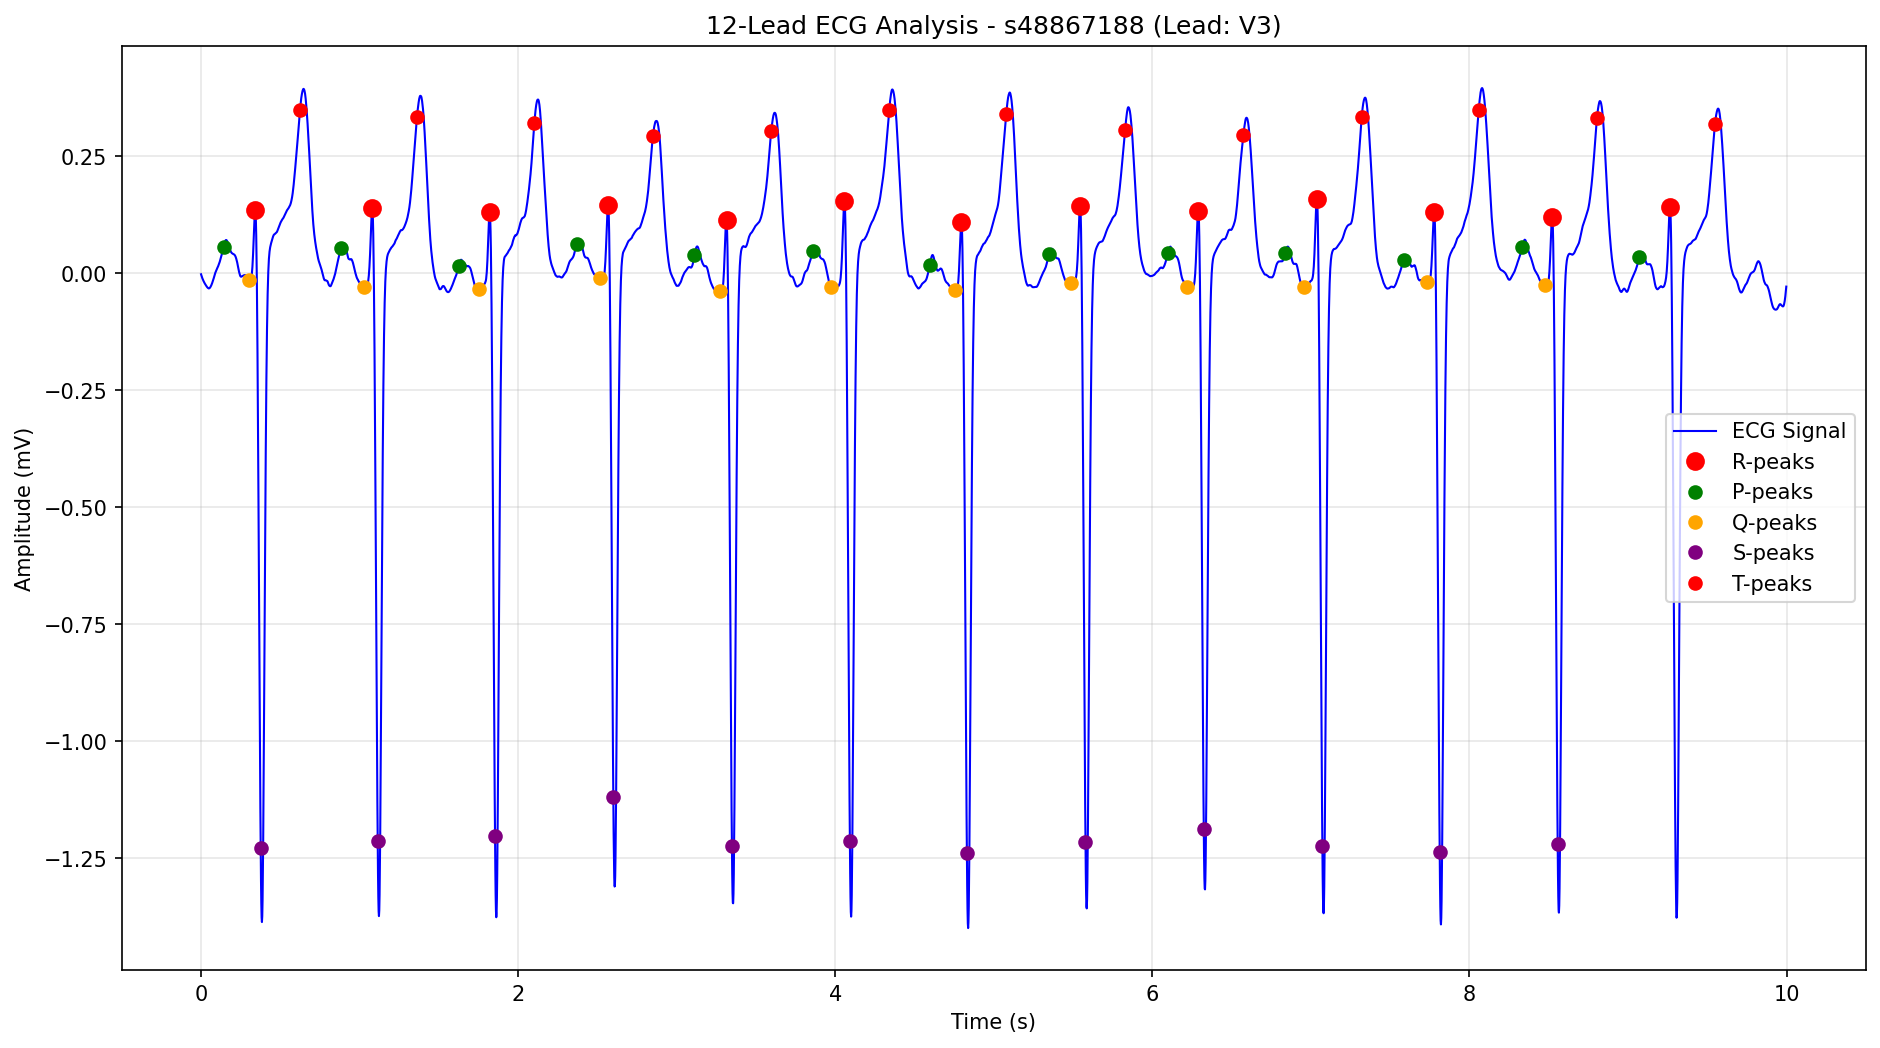 12-Lead ECG Analysis - s48867188 (Lead: V3)
Amplitude (mV)
0.25
0.00
−0.25
−0.50
−0.75
−1.00
−1.25
ECG Signal
R-peaks
P-peaks
Q-peaks
S-peaks
T-peaks
0 2 4 6 8 10
Time (s)